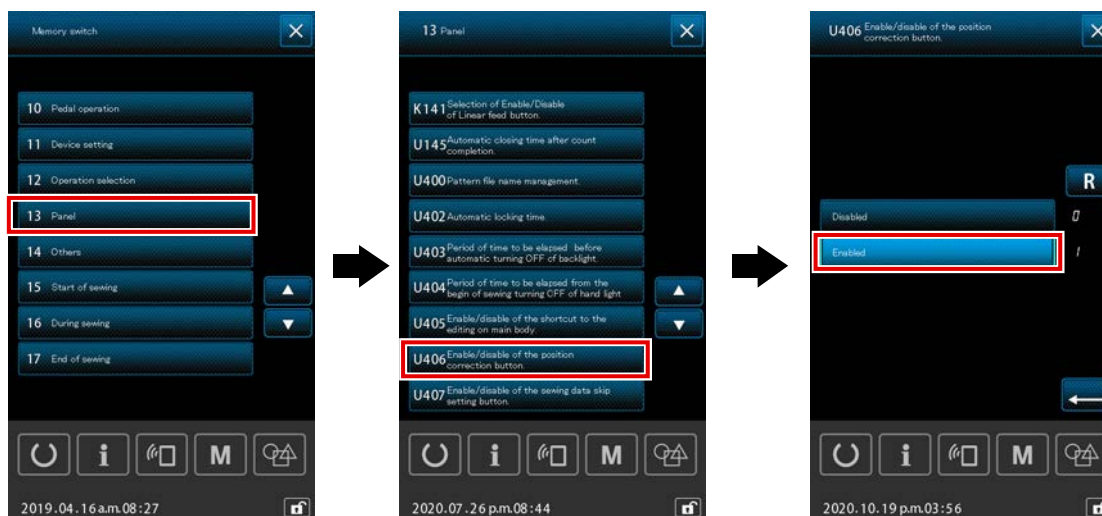 Memory switch
10 Pedal operation
11 Device setting
12 Operation selection
13 Panel
14 Others
15 Start of sewing
16 During sewing
17 End of sewing
M
2019.04.16a.m.08:27
13 Panel
K141 Selection of Enable/Disable
of Linear feed button.
U145 Automatic closing time after count
completion.
U400 Pattern file name management.
U402 Automatic locking time.
U403 Period of time to be elapsed before
automatic turning OFF of backlight.
U404 Period of time to be elapsed from the
begin of sewing turning OFF of hand light
U405 Enable/disable of the shortcut to the
editing on main body.
U406 Enable/disable of the position
correction button.
U407 Enable/disable of the sewing data skip
setting button.
M
2020.07.26p.m.08:44
U406 Enable/disable of the position
correction button.
R
Disabled 0
Enabled 1
M
2020.10.19p.m.03:56